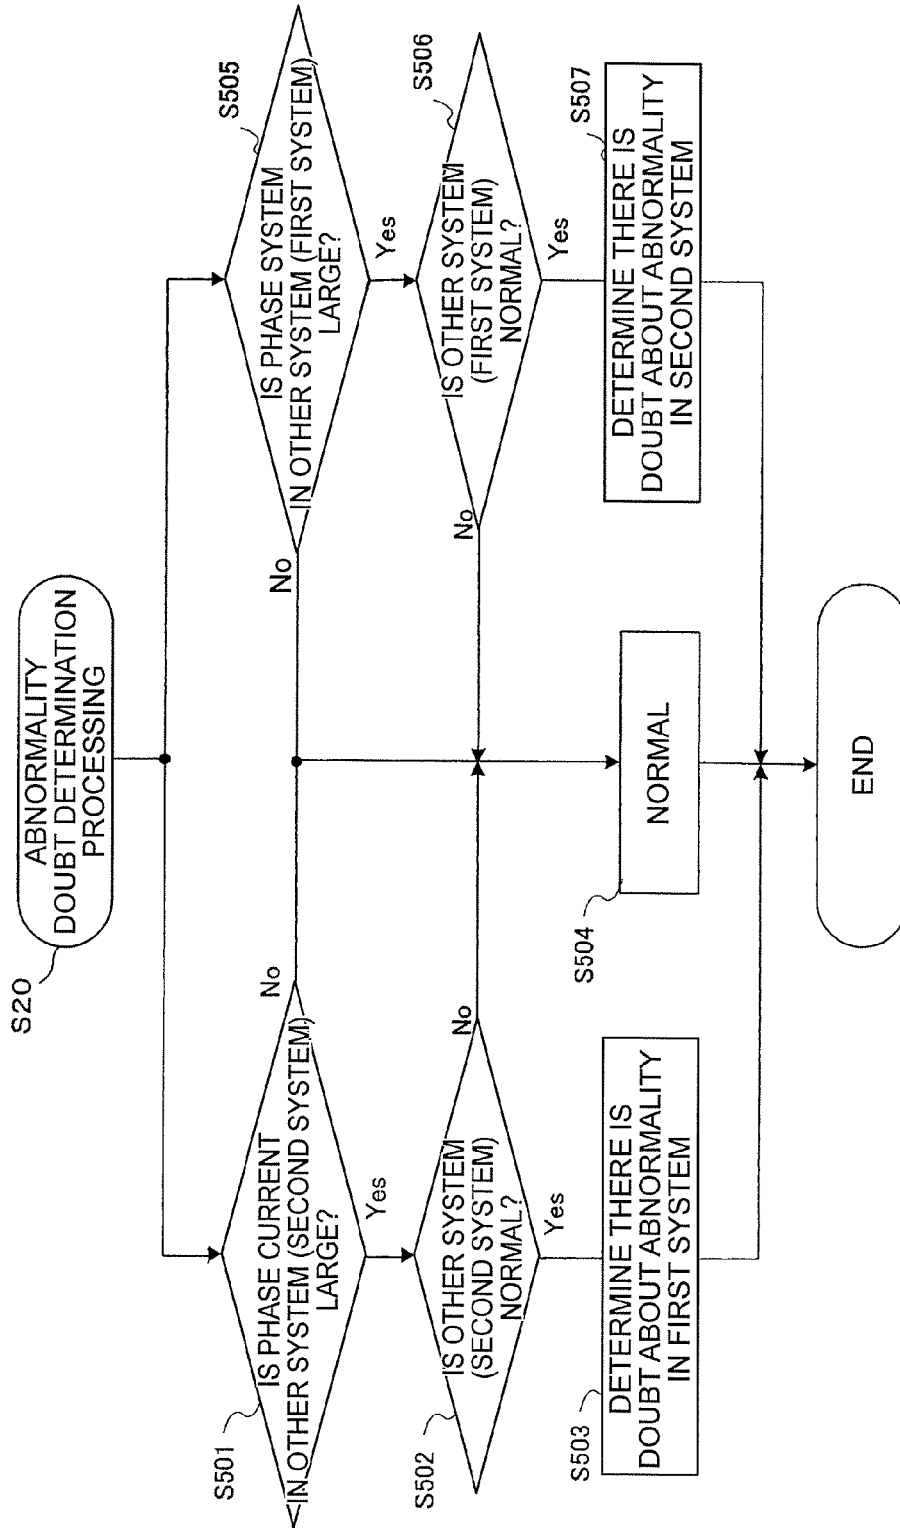 ABNORMALITY
DOUBT DETERMINATION
PROCESSING
S20
IS PHASE CURRENT
IN OTHER SYSTEM (SECOND SYSTEM)
LARGE?
S501
No
Yes
IS OTHER SYSTEM
(SECOND SYSTEM)
NORMAL?
S502
No
Yes
DETERMINE THERE IS
DOUBT ABOUT ABNORMALITY
IN FIRST SYSTEM
S503
NORMAL
S504
IS PHASE SYSTEM
IN OTHER SYSTEM (FIRST SYSTEM)
LARGE?
S505
No
Yes
IS OTHER SYSTEM
(FIRST SYSTEM)
NORMAL?
S506
No
Yes
DETERMINE THERE IS
DOUBT ABOUT ABNORMALITY
IN SECOND SYSTEM
S507
END